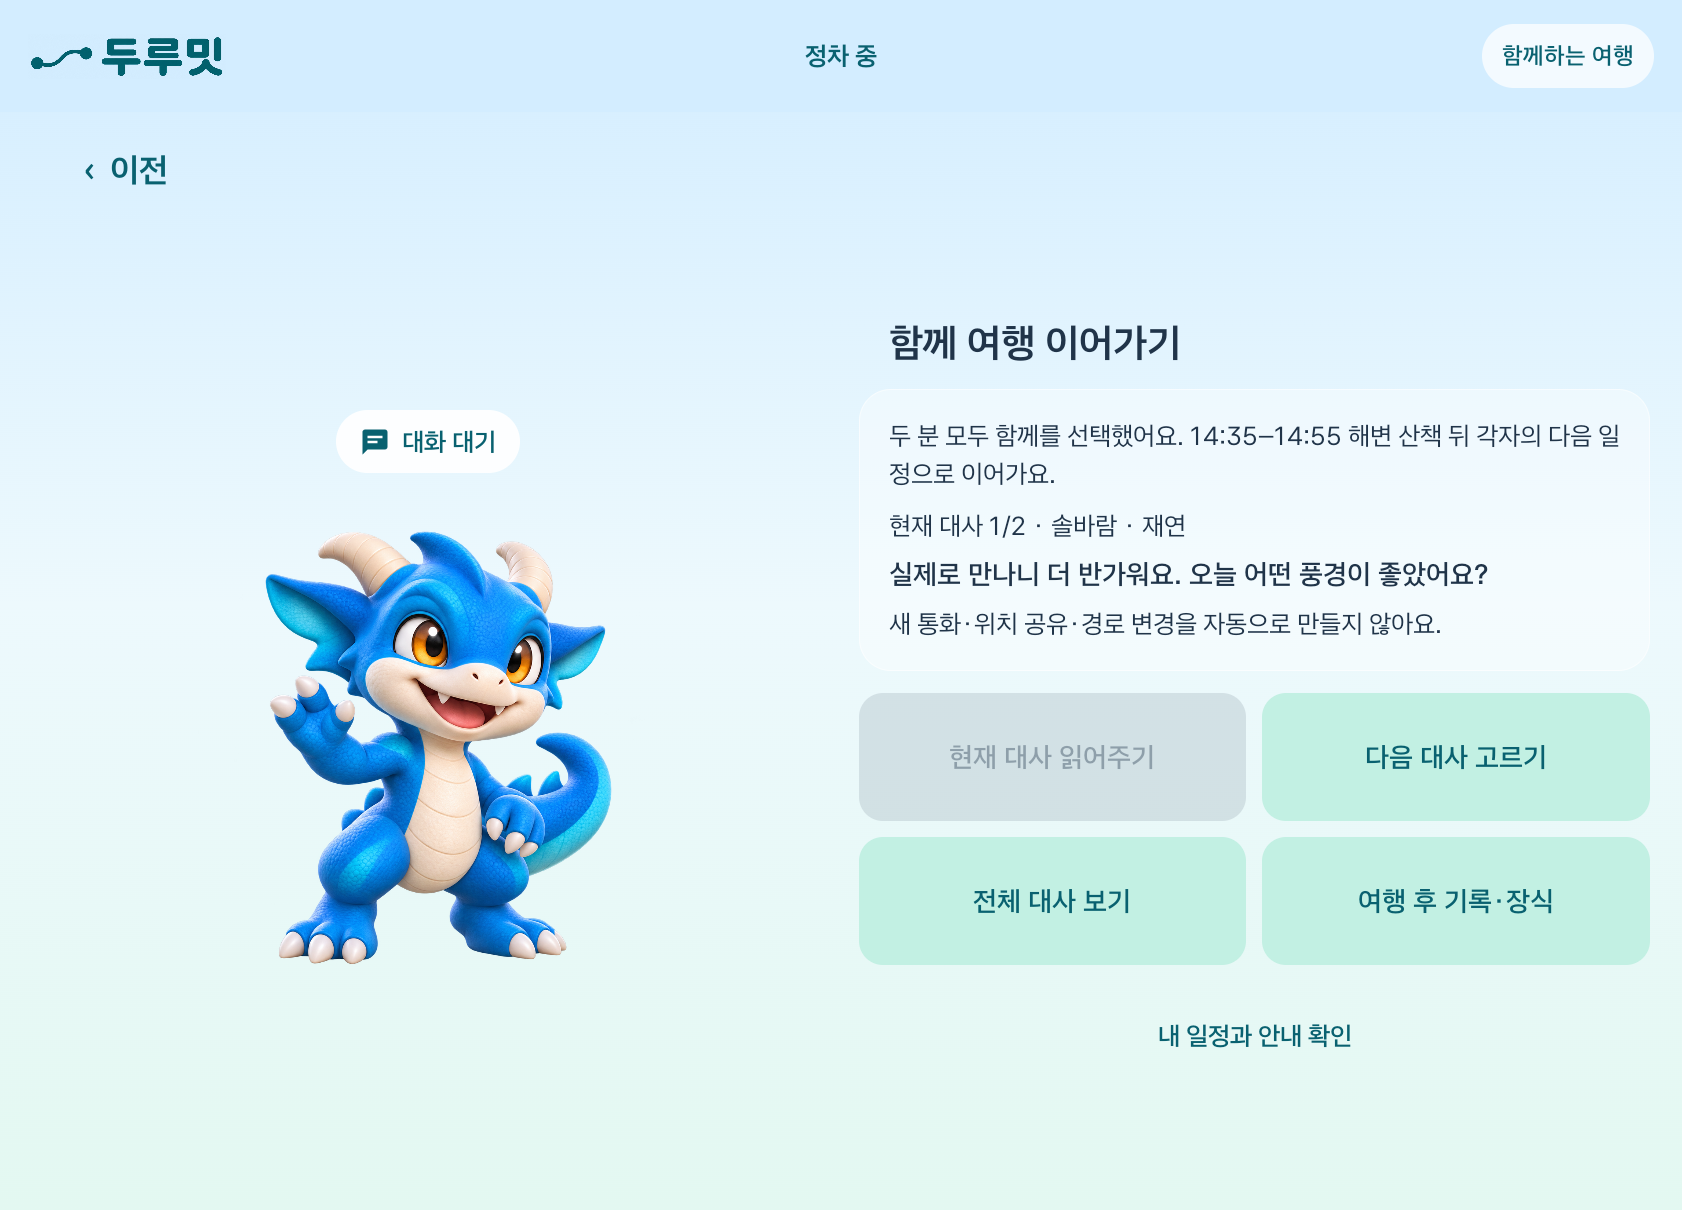 두루밋
정차 중
함께하는 여행
‹ 이전
대화 대기
함께 여행 이어가기
두 분 모두 함께를 선택했어요. 14:35–14:55 해변 산책 뒤 각자의 다음 일
정으로 이어가요.
현재 대사 1/2 · 솔바람 · 재연
실제로 만나니 더 반가워요. 오늘 어떤 풍경이 좋았어요?
새 통화·위치 공유·경로 변경을 자동으로 만들지 않아요.
현재 대사 읽어주기
다음 대사 고르기
전체 대사 보기
여행 후 기록·장식
내 일정과 안내 확인